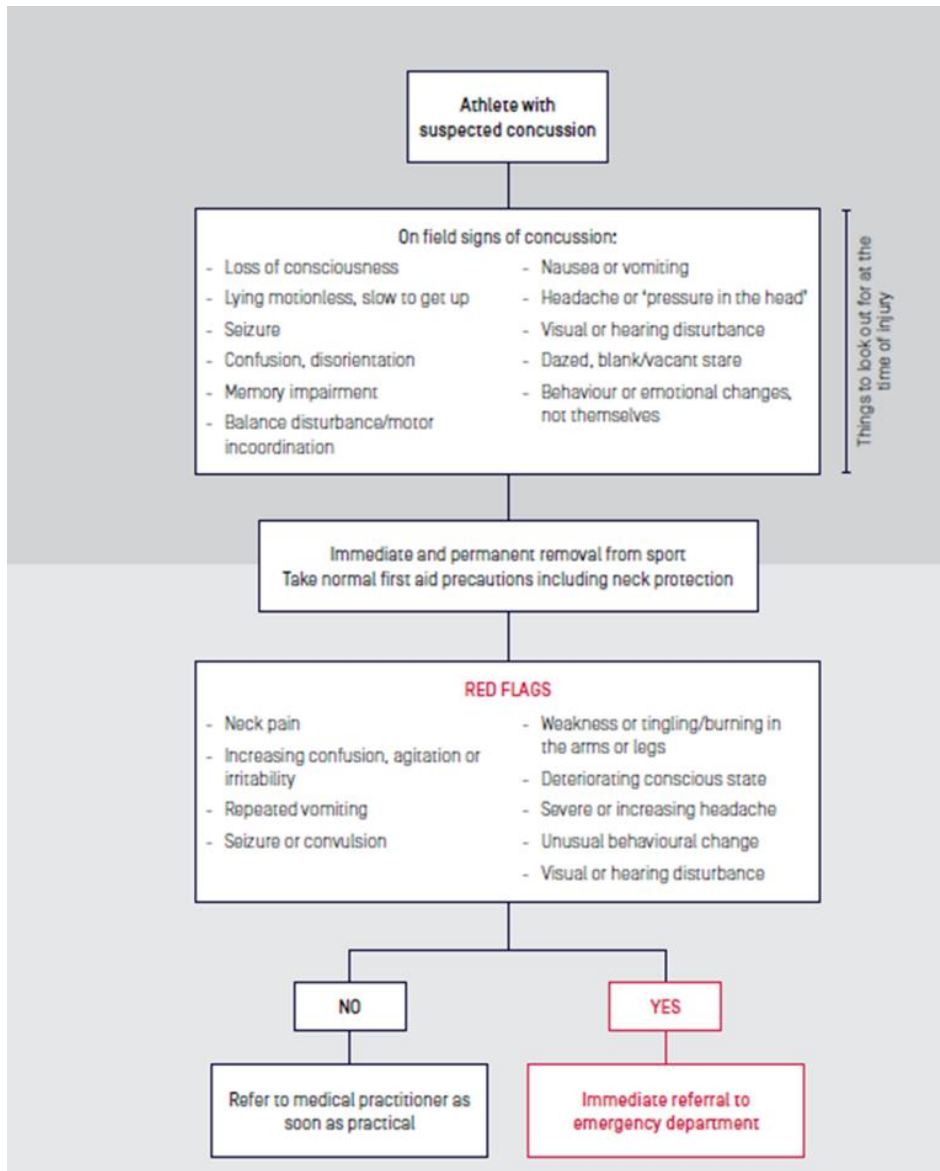 Athlete with
suspected concussion
On field signs of concussion:
- Loss of consciousness
- Lying motionless, slow to get up
- Seizure
- Confusion, disorientation
- Memory impairment
- Balance disturbance/motor
incoordination
- Nausea or vomiting
- Headache or 'pressure in the head'
- Visual or hearing disturbance
- Dazed, blank/vacant stare
- Behaviour or emotional changes,
not themselves
Things to look out for at the
time of injury
Immediate and permanent removal from sport
Take normal first aid precautions including neck protection
RED FLAGS
- Neck pain
- Increasing confusion, agitation or
irritability
- Repeated vomiting
- Seizure or convulsion
- Weakness or tingling/burning in
the arms or legs
- Deteriorating conscious state
- Severe or increasing headache
- Unusual behavioural change
- Visual or hearing disturbance
NO
YES
Refer to medical practitioner as
soon as practical
Immediate referral to
emergency department